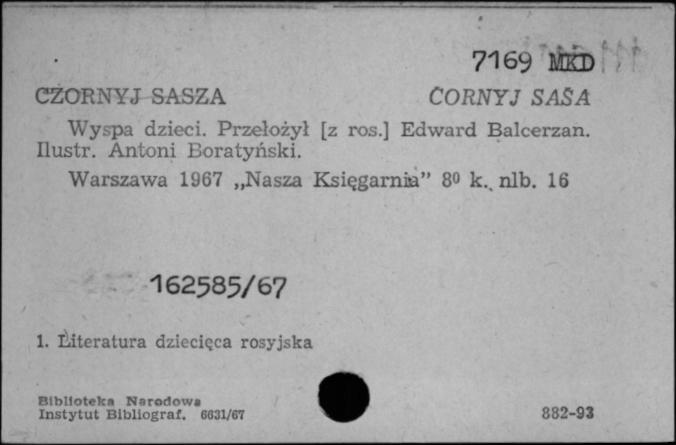 7169 MKD
CZORNYJ SASZA ČORNYJ SAŠA
Wyspa dzieci. Przełożył [z ros.] Edward Balcerzan.
Ilustr. Antoni Boratyński.
Warszawa 1967 „Nasza Księgarnia” 8⁰ k. nlb. 16
162585/67
1. Literatura dziecięca rosyjska
Biblioteka Narodowa
Instytut Bibliograf. 6631/67 882-93